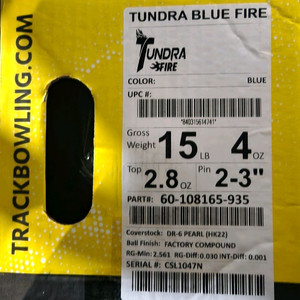 TRACKBOWLING.COM
TUNDRA BLUE FIRE
TUNDRA
FIRE
COLOR: BLUE
UPC #:
*840315614741*
Gross Weight 15 LB 4 OZ
Top 2.8 OZ Pin 2-3"
PART#: 60-108165-935
Coverstock: DR-6 PEARL (HK22)
Ball Finish: FACTORY COMPOUND
RG-Min: 2.561 RG-Diff:0.030 INT-Diff: 0.001
SERIAL #: CSL1047N